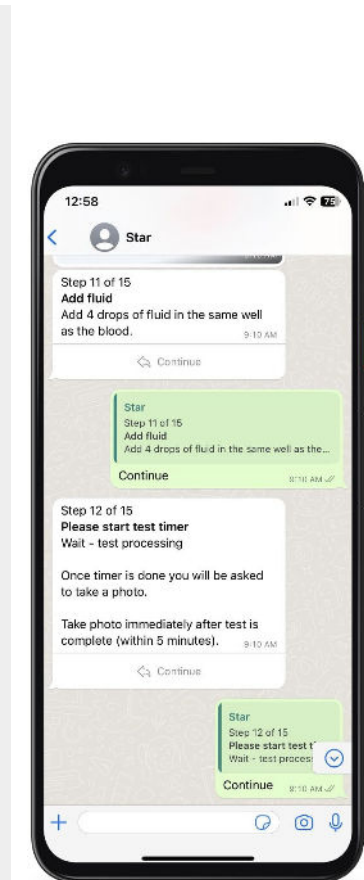 12:58
75
Star
Step 11 of 15
Add fluid
Add 4 drops of fluid in the same well
as the blood.
9:10 AM
Continue
Star
Step 11 of 15
Add fluid
Add 4 drops of fluid in the same well as the...
Continue
9:10 AM
Step 12 of 15
Please start test timer
Wait - test processing
Once timer is done you will be asked
to take a photo.
Take photo immediately after test is
complete (within 5 minutes).
9:10 AM
Continue
Star
Step 12 of 15
Please start test
Wait - test proces
Continue
9:10 AM